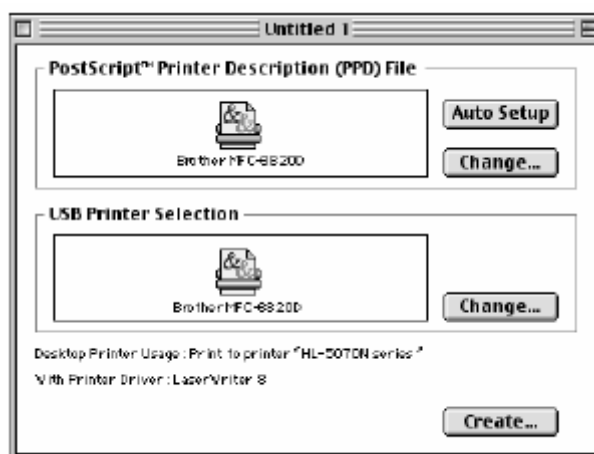 Untitled 1
PostScript™ Printer Description (PPD) File
Auto Setup
Brother MFC-8820D
Change...
USB Printer Selection
Brother MFC-8820D
Change...
Desktop Printer Usage : Print to printer "HL-5070N series"
With Printer Driver : LaserWriter 8
Create...